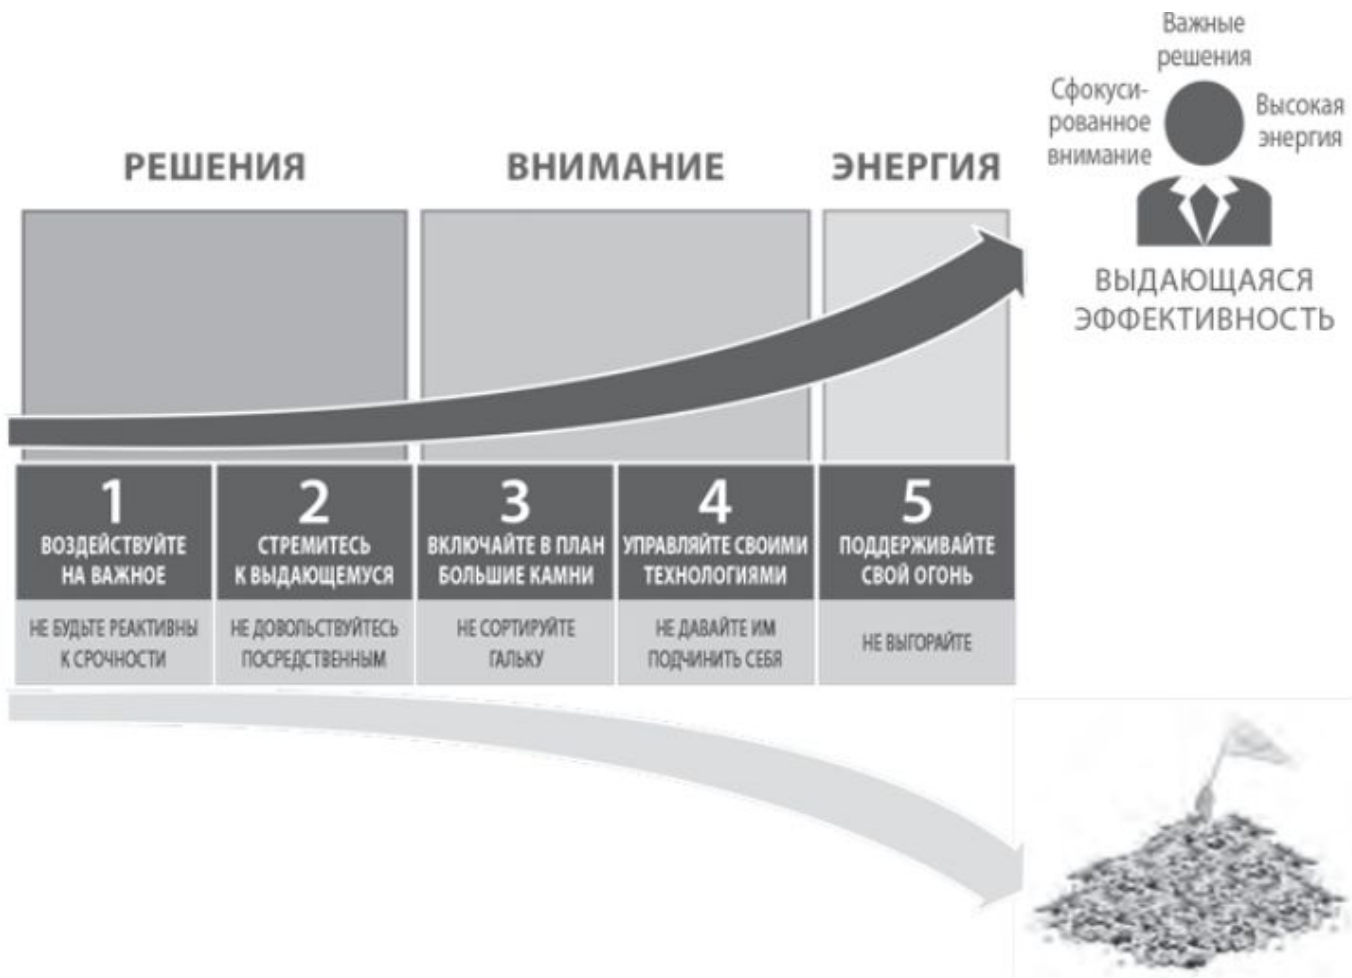 Важные
решения
Сфокуси-
рованное
внимание
Высокая
энергия
ВЫДАЮЩАЯСЯ
ЭФФЕКТИВНОСТЬ
РЕШЕНИЯ
ВНИМАНИЕ
ЭНЕРГИЯ
1
ВОЗДЕЙСТВУЙТЕ
НА ВАЖНОЕ
НЕ БУДЬТЕ РЕАКТИВНЫ
К СРОЧНОСТИ
2
СТРЕМИТЕСЬ
К ВЫДАЮЩЕМУСЯ
НЕ ДОВОЛЬСТВУЙТЕСЬ
ПОСРЕДСТВЕННЫМ
3
ВКЛЮЧАЙТЕ В ПЛАН
БОЛЬШИЕ КАМНИ
НЕ СОРТИРУЙТЕ
ГАЛЬКУ
4
УПРАВЛЯЙТЕ СВОИМИ
ТЕХНОЛОГИЯМИ
НЕ ДАВАЙТЕ ИМ
ПОДЧИНИТЬ СЕБЯ
5
ПОДДЕРЖИВАЙТЕ
СВОЙ ОГОНЬ
НЕ ВЫГОРАЙТЕ